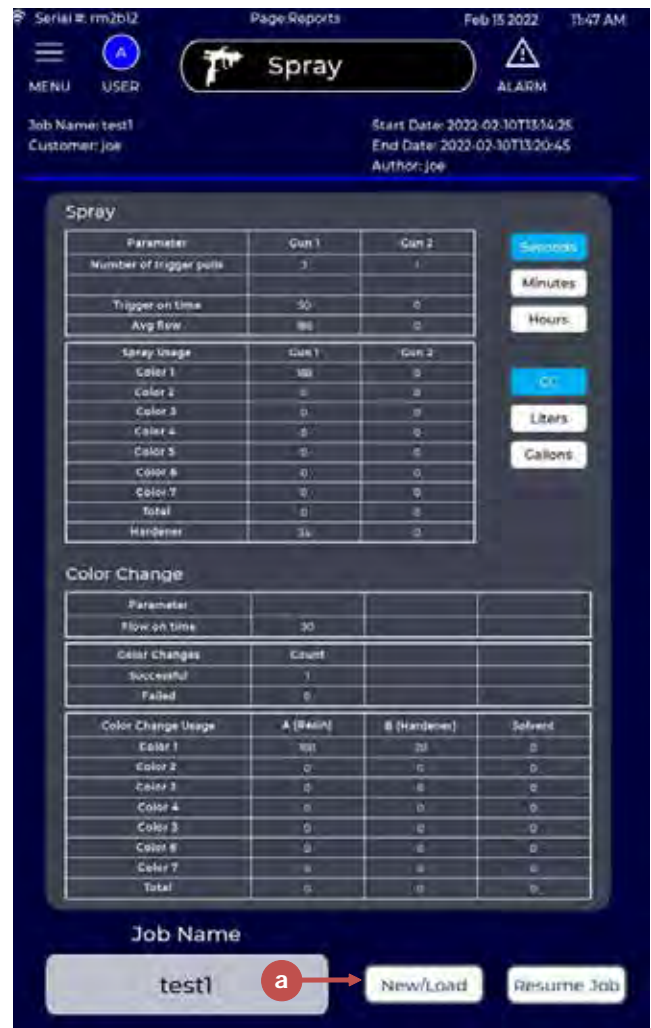 Serial #: rm2b12 Page:Reports Feb 15 2022 11:47 AM
A
Spray
MENU USER ALARM
Job Name: test1 Start Date: 2022-02-10T13:14:25
Customer: joe End Date: 2022-02-10T13:20:45
Author: joe
Spray
Parameter Gun 1 Gun 2
Number of trigger pulls 3 1
Trigger on time 50 0
Avg flow 0
Seconds
Minutes
Hours
Spray Usage Gun 1 Gun 2
Color 1 0
Color 2 0 0
Color 3 0 0
Color 4 0 0
Color 5 0 0
Color 6 0 0
Color 7 0 0
Total 0 0
Hardener 0
CC
Liters
Gallons
Color Change
Parameter
Flow on time 30
Color Changes Count
Successful 1
Failed 0
Color Change Usage A (Resin) B (Hardener) Solvent
Color 1 0
Color 2 0 0 0
Color 3 0 0 0
Color 4 0 0 0
Color 5 0 0 0
Color 6 0 0 0
Color 7 0 0 0
Total 0 0 0
Job Name
test1 a New/Load Resume Job